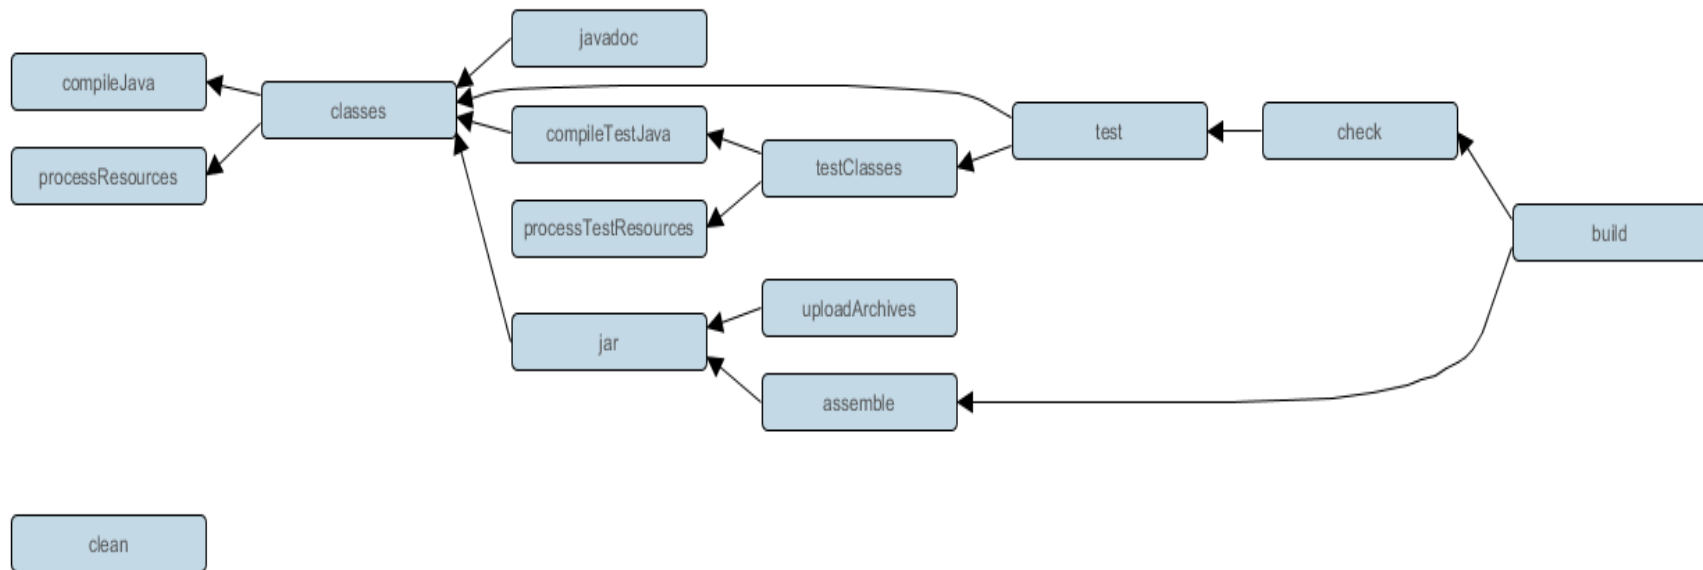 javadoc
compileJava
classes
compileTestJava
test
check
testClasses
processResources
processTestResources
build
uploadArchives
jar
assemble
clean